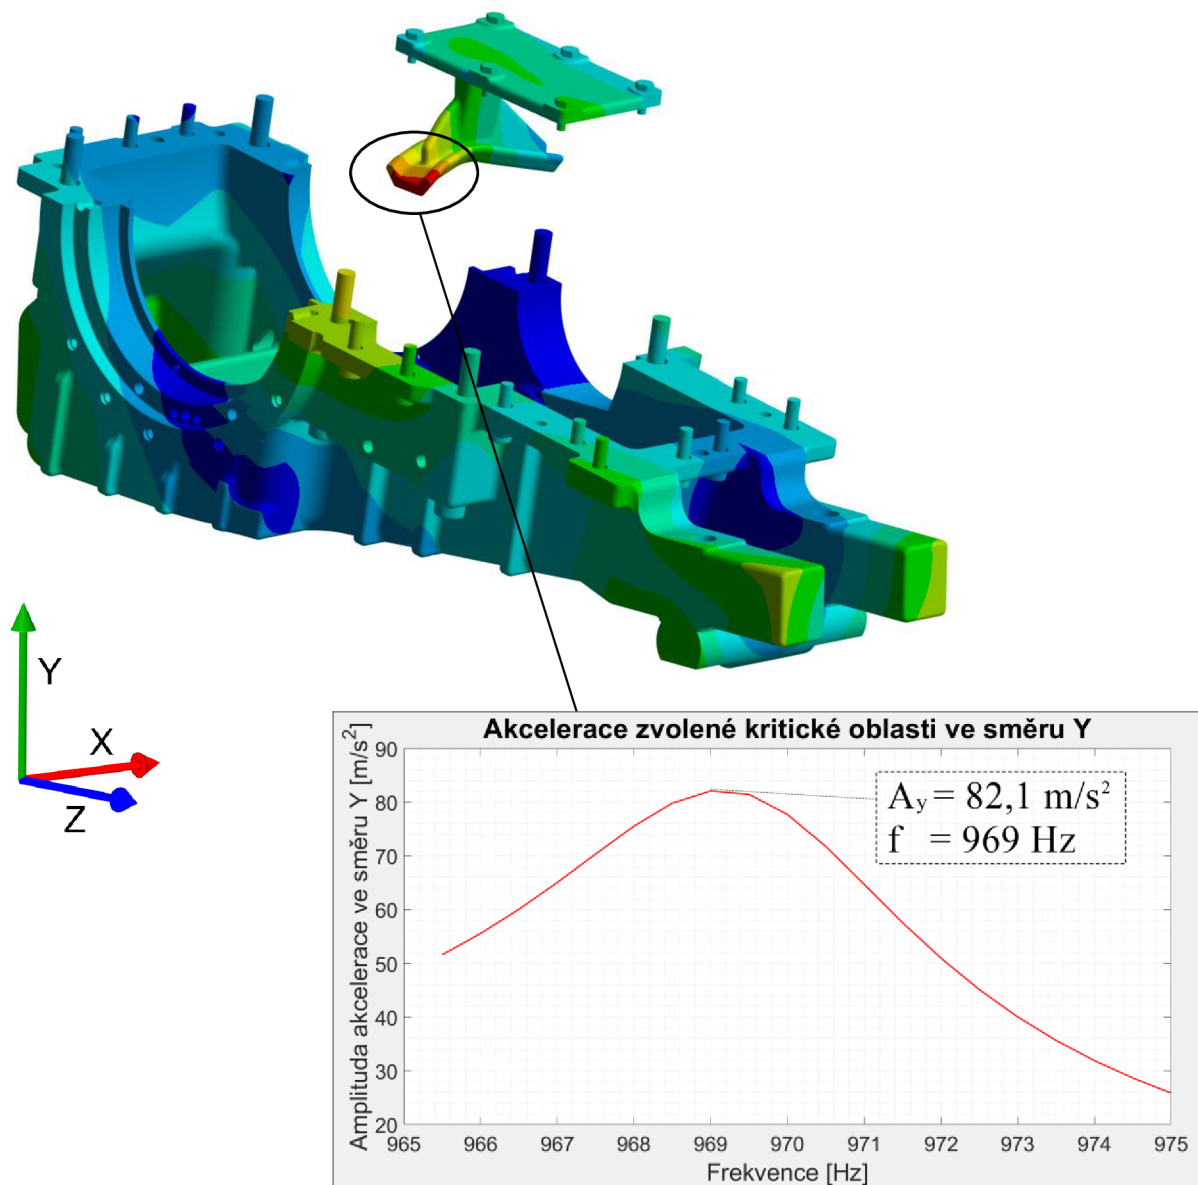 Y
X
Z
Akcelerace zvolené kritické oblasti ve směru Y
Amplituda akcelerace ve směru Y [m/s²]
90
80
70
60
50
40
30
20
A_y = 82,1 m/s²
f = 969 Hz
965 966 967 968 969 970 971 972 973 974 975
Frekvence [Hz]